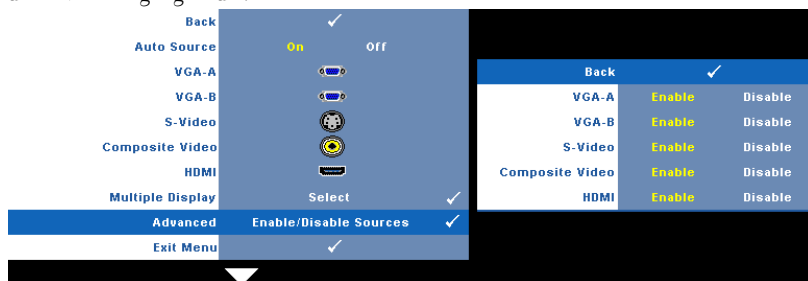 Back
Auto Source On Off
VGA-A
VGA-B
S-Video
Composite Video
HDMI
Multiple Display Select
Advanced Enable/Disable Sources
Exit Menu
Back
VGA-A Enable Disable
VGA-B Enable Disable
S-Video Enable Disable
Composite Video Enable Disable
HDMI Enable Disable